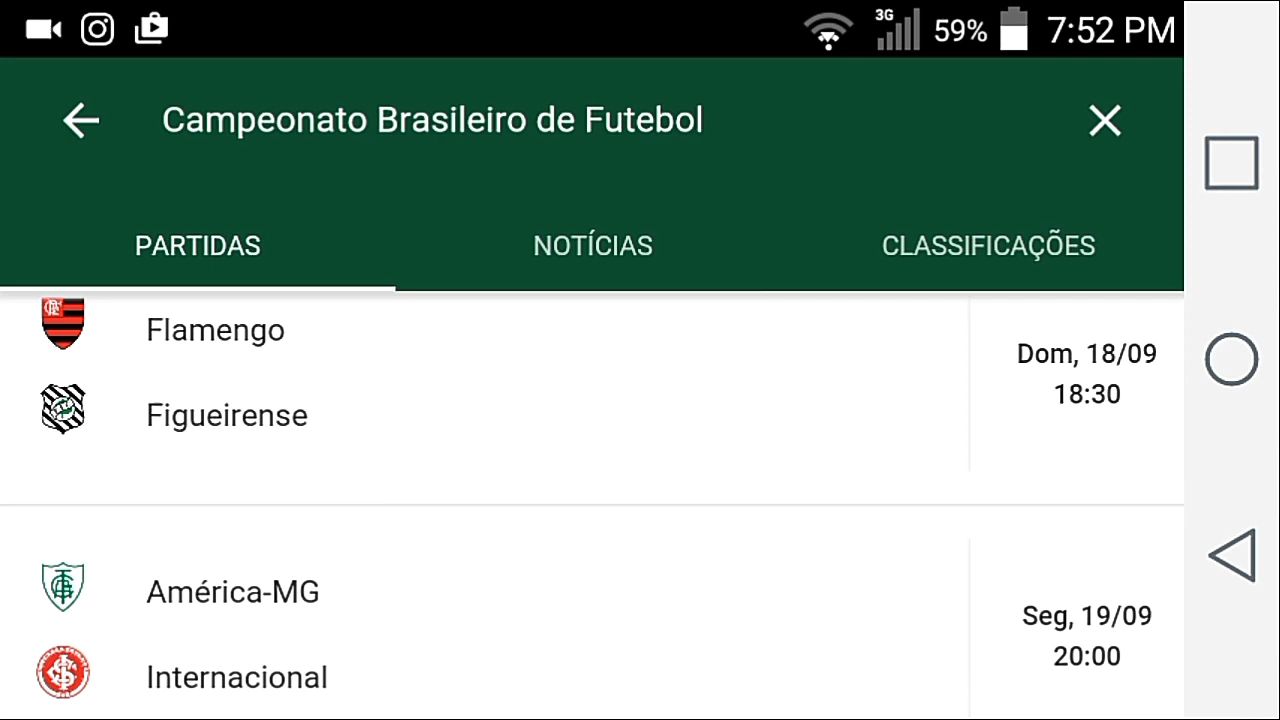 3G 59% 7:52 PM
Campeonato Brasileiro de Futebol
PARTIDAS NOTÍCIAS CLASSIFICAÇÕES
Flamengo
Dom, 18/09
18:30
Figueirense
América-MG
Seg, 19/09
20:00
Internacional